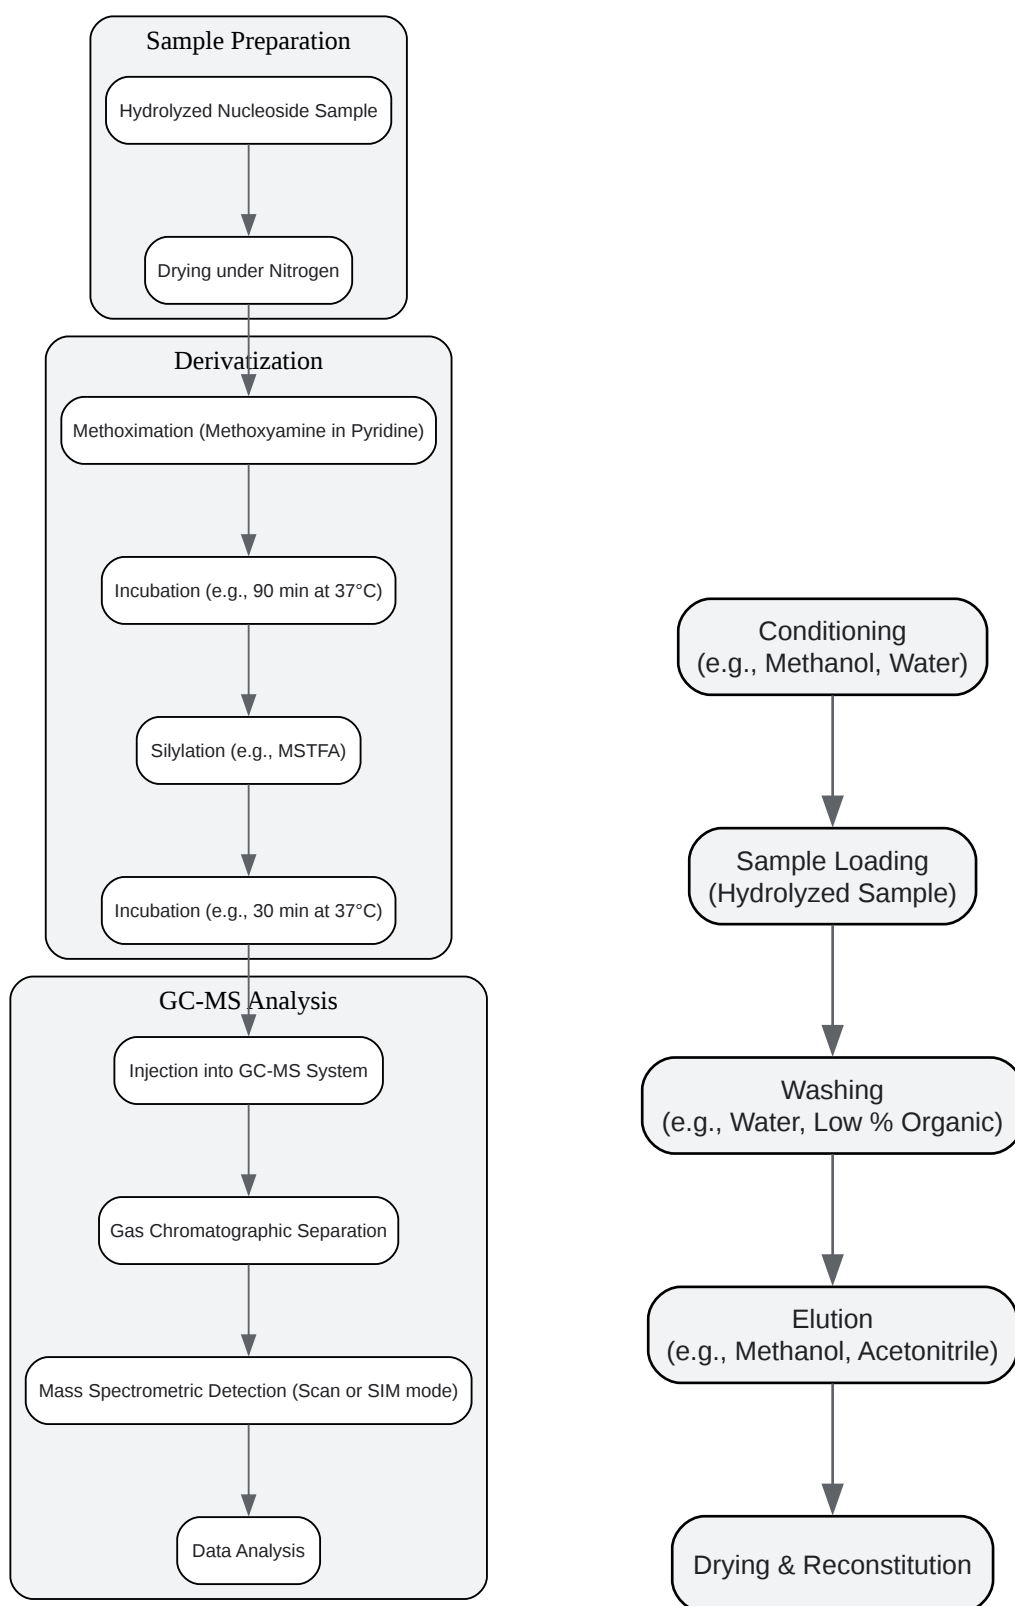 Sample Preparation
Hydrolyzed Nucleoside Sample
Drying under Nitrogen
Derivatization
Methoximation (Methoxyamine in Pyridine)
Incubation (e.g., 90 min at 37°C)
Silylation (e.g., MSTFA)
Incubation (e.g., 30 min at 37°C)
GC-MS Analysis
Injection into GC-MS System
Gas Chromatographic Separation
Mass Spectrometric Detection (Scan or SIM mode)
Data Analysis
Conditioning
(e.g., Methanol, Water)
Sample Loading
(Hydrolyzed Sample)
Washing
(e.g., Water, Low % Organic)
Elution
(e.g., Methanol, Acetonitrile)
Drying & Reconstitution